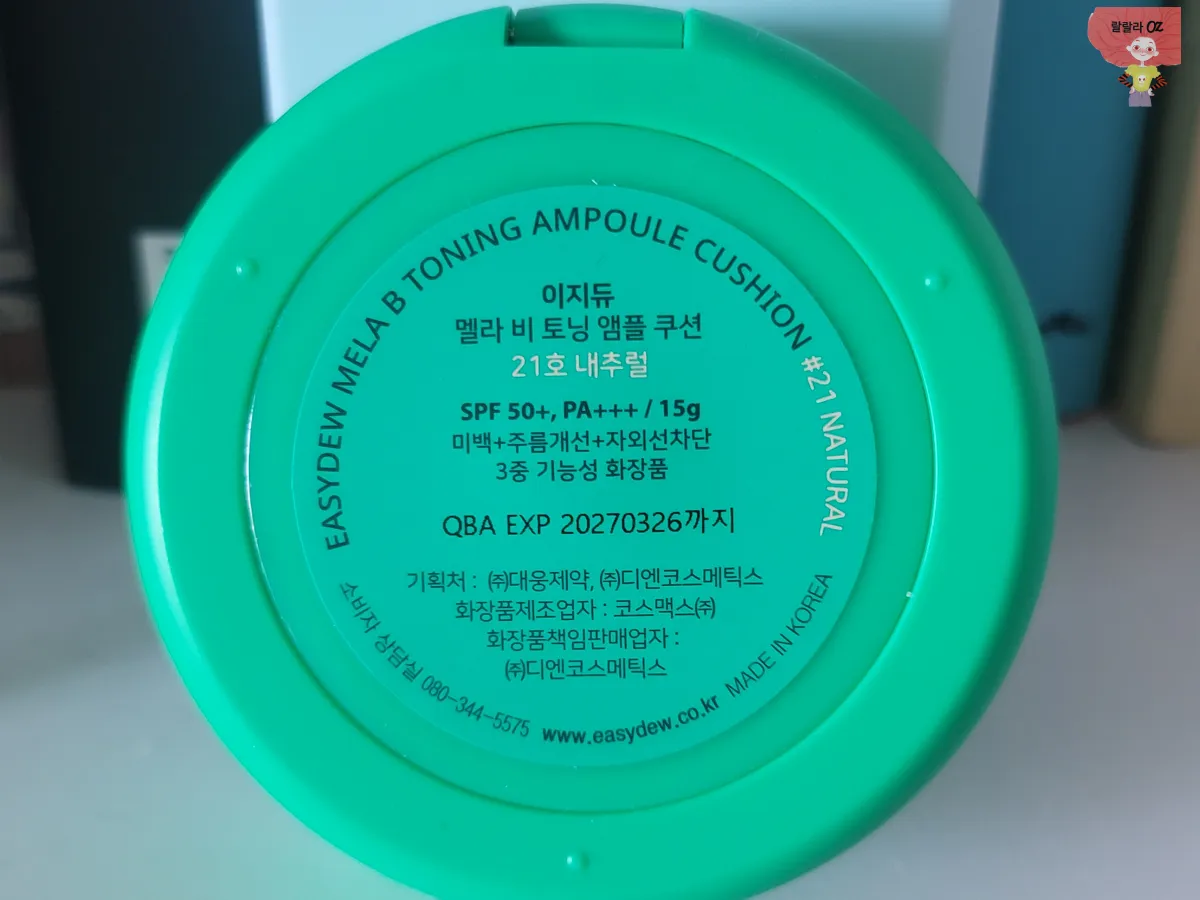 랄랄라 OZ
EASYDEW MELA B TONING AMPOULE CUSHION #21 NATURAL
이지듀
멜라 비 토닝 앰플 쿠션
21호 내추럴
SPF 50+, PA+++ / 15g
미백+주름개선+자외선차단
3중 기능성 화장품
QBA EXP 20270326까지
기획처 : ㈜대웅제약, ㈜디엔코스메틱스
화장품제조업자 : 코스맥스㈜
화장품책임판매업자 :
㈜디엔코스메틱스
소비자 상담실 080-344-5575 www.easydew.co.kr MADE IN KOREA